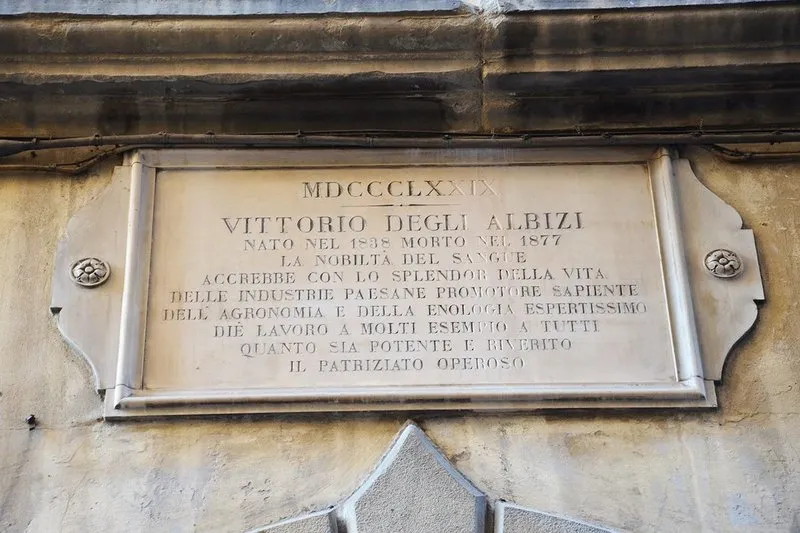 MDCCCLXXIX
VITTORIO DEGLI ALBIZI
NATO NEL 1838 MORTO NEL 1877
LA NOBILTÀ DEL SANGUE
ACCREBBE CON LO SPLENDOR DELLA VITA
DELLE INDUSTRIE PAESANE PROMOTORE SAPIENTE
DELL' AGRONOMIA E DELLA ENOLOGIA ESPERTISSIMO
DIÈ LAVORO A MOLTI ESEMPIO A TUTTI
QUANTO SIA POTENTE E RIVERITO
IL PATRIZIATO OPEROSO